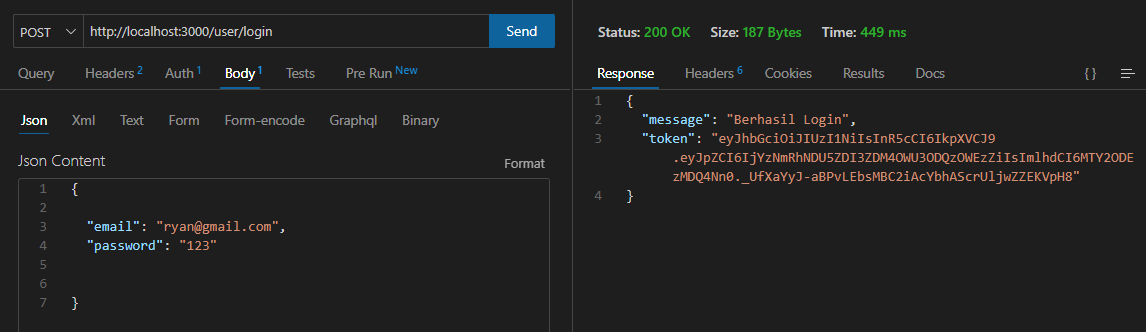 POST http://localhost:3000/user/login Send
Query Headers 2 Auth 1 Body 1 Tests Pre Run New
Json Xml Text Form Form-encode Graphql Binary
Json Content Format
1 {
2
3 "email": "ryan@gmail.com",
4 "password": "123"
5
6
7 }
Status: 200 OK Size: 187 Bytes Time: 449 ms
Response Headers 6 Cookies Results Docs { }
1 {
2 "message": "Berhasil Login",
3 "token": "eyJhbGciOiJIUzI1NiIsInR5cCI6IkpXVCJ9
.eyJpZCI6IjYzNmRhNDU5ZDI3ZDM4OWU3ODQzOWEzZiIsImlhdCI6MTY2ODE
zMDQ4Nn0._UfXaYyJ-aBPvLEbsMBC2iAcYbhAScrUljwZZEKVpH8"
4 }